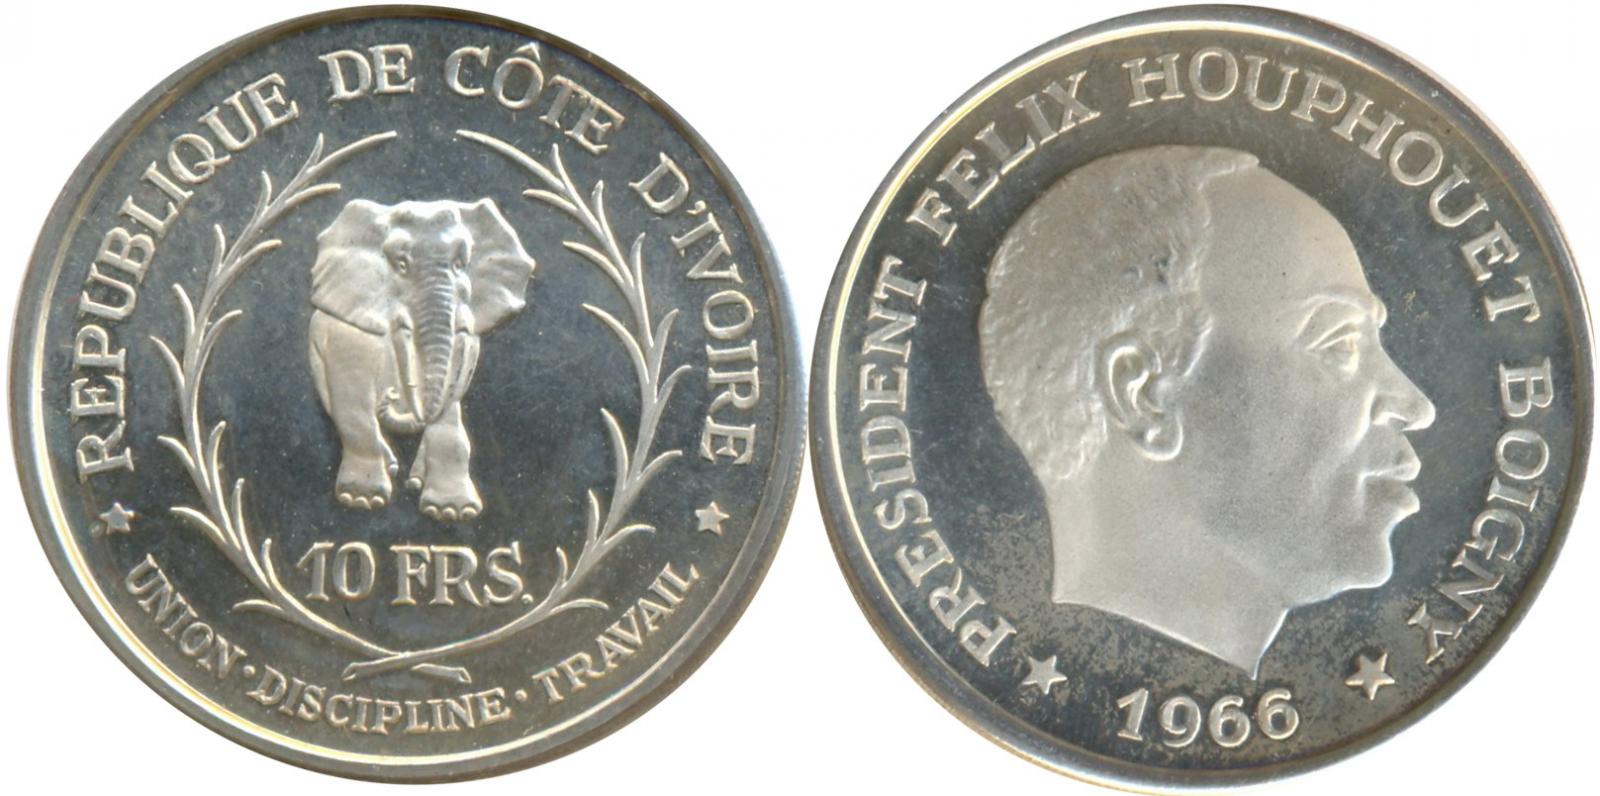 REPUBLIQUE DE CÔTE D'IVOIRE
10 FRS.
UNION · DISCIPLINE · TRAVAIL
PRESIDENT FELIX HOUPHOUET BOIGNY
1966